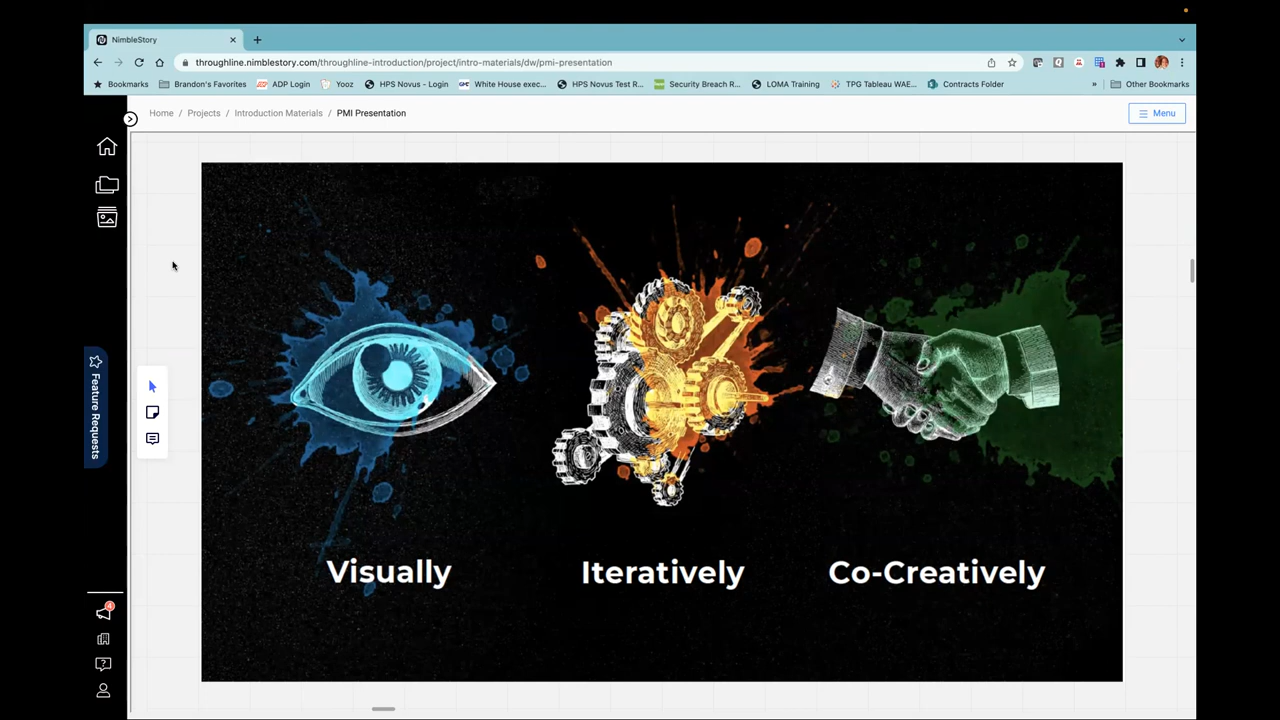 NimbleStory
throughline.nimblestory.com/throughline-introduction/project/intro-materials/dw/pmi-presentation
Bookmarks Brandon's Favorites ADP Login Yooz HPS Novus - Login White House exec... HPS Novus Test R... Security Breach R... LOMA Training TPG Tableau WAE... Contracts Folder » Other Bookmarks
Home / Projects / Introduction Materials / PMI Presentation
Menu
Feature Requests
4
Visually Iteratively Co-Creatively